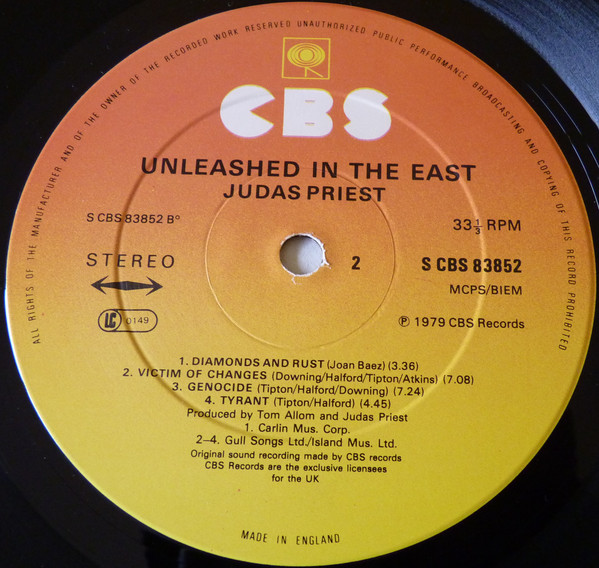 ALL RIGHTS OF THE MANUFACTURER AND OF THE OWNER OF THE RECORDED WORK RESERVED UNAUTHORIZED PUBLIC PERFORMANCE BROADCASTING AND COPYING OF THIS RECORD PROHIBITED
CBS
UNLEASHED IN THE EAST
JUDAS PRIEST
S CBS 83852 Bº
33⅓ RPM
STEREO
2
S CBS 83852
MCPS/BIEM
LC 0149
℗ 1979 CBS Records
1. DIAMONDS AND RUST (Joan Baez) (3.36)
2. VICTIM OF CHANGES (Downing/Halford/Tipton/Atkins) (7.08)
3. GENOCIDE (Tipton/Halford/Downing) (7.24)
4. TYRANT (Tipton/Halford) (4.45)
Produced by Tom Allom and Judas Priest
1. Carlin Mus. Corp.
2–4. Gull Songs Ltd./Island Mus. Ltd.
Original sound recording made by CBS records
CBS Records are the exclusive licensees
for the UK
MADE IN ENGLAND